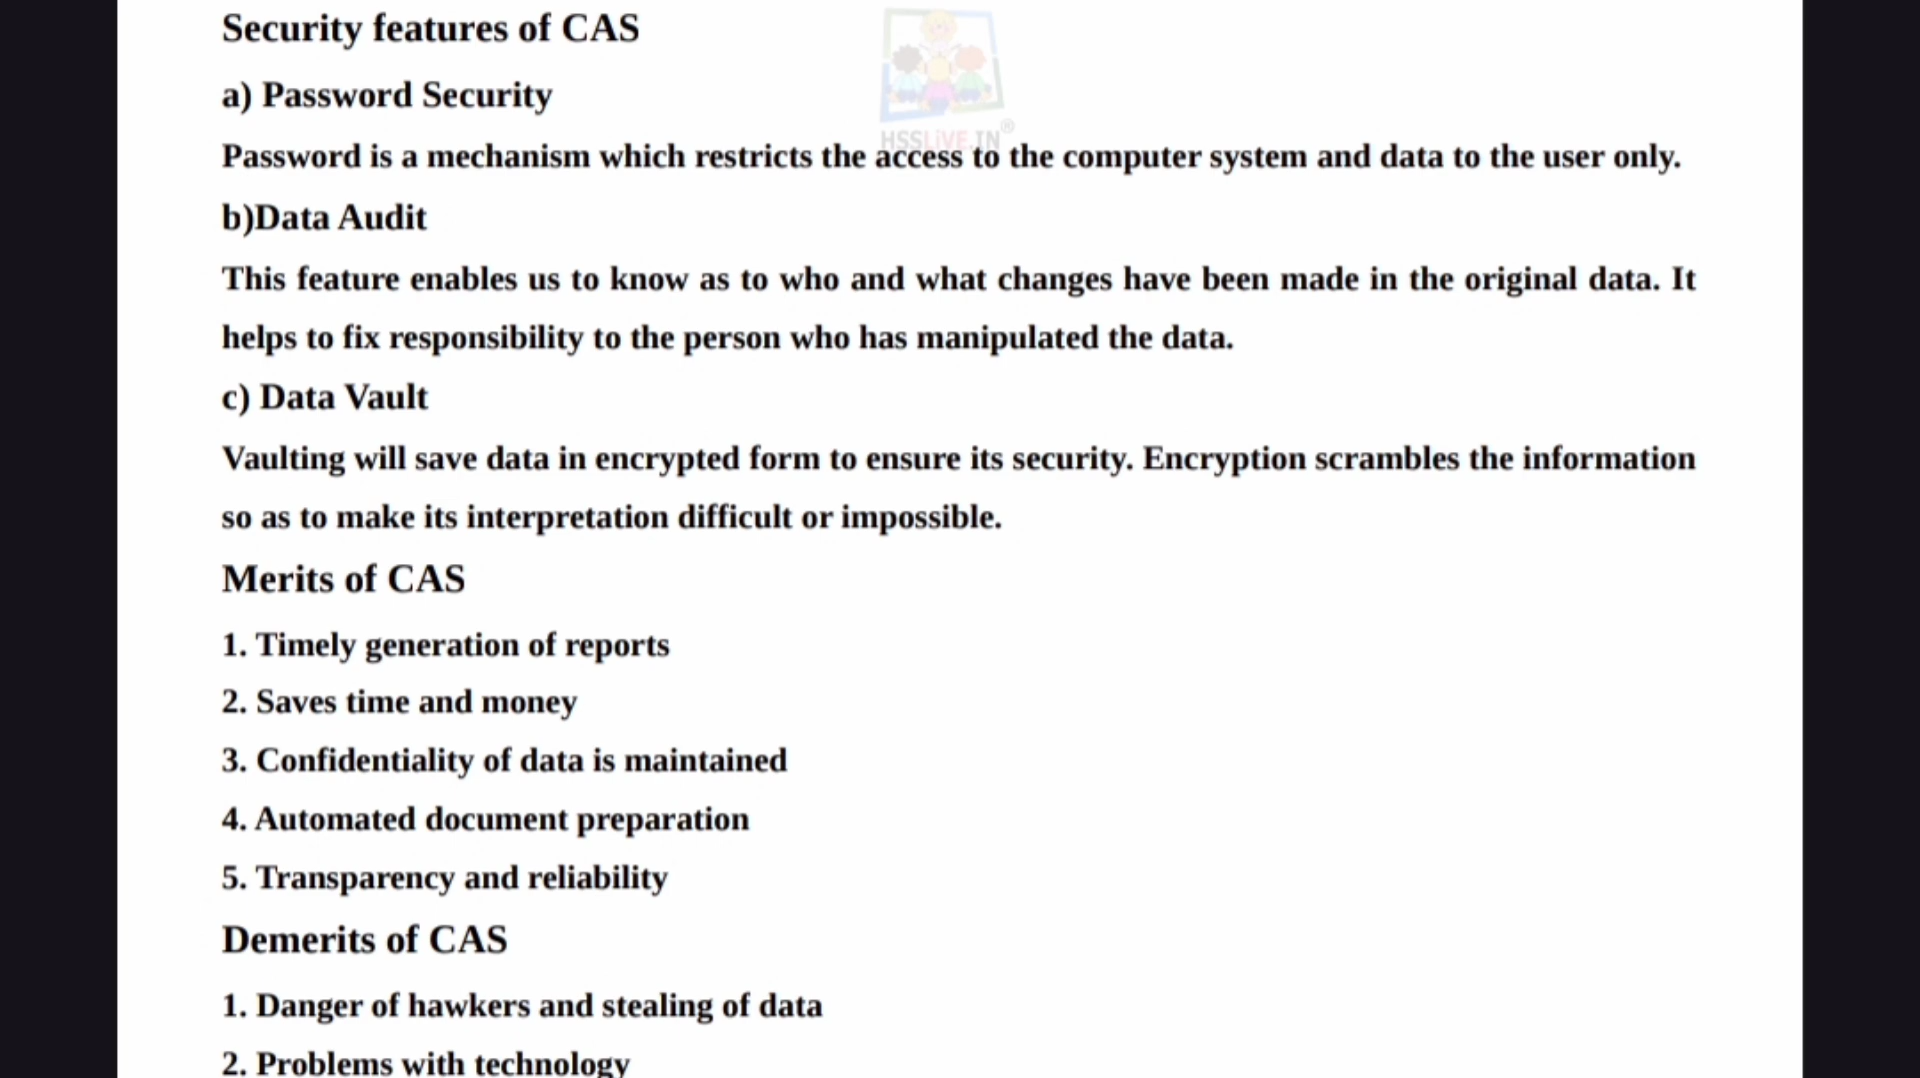 Security features of CAS
a) Password Security
HSSLiVE.IN®
Password is a mechanism which restricts the access to the computer system and data to the user only.
b)Data Audit
This feature enables us to know as to who and what changes have been made in the original data. It
helps to fix responsibility to the person who has manipulated the data.
c) Data Vault
Vaulting will save data in encrypted form to ensure its security. Encryption scrambles the information
so as to make its interpretation difficult or impossible.
Merits of CAS
1. Timely generation of reports
2. Saves time and money
3. Confidentiality of data is maintained
4. Automated document preparation
5. Transparency and reliability
Demerits of CAS
1. Danger of hawkers and stealing of data
2. Problems with technology